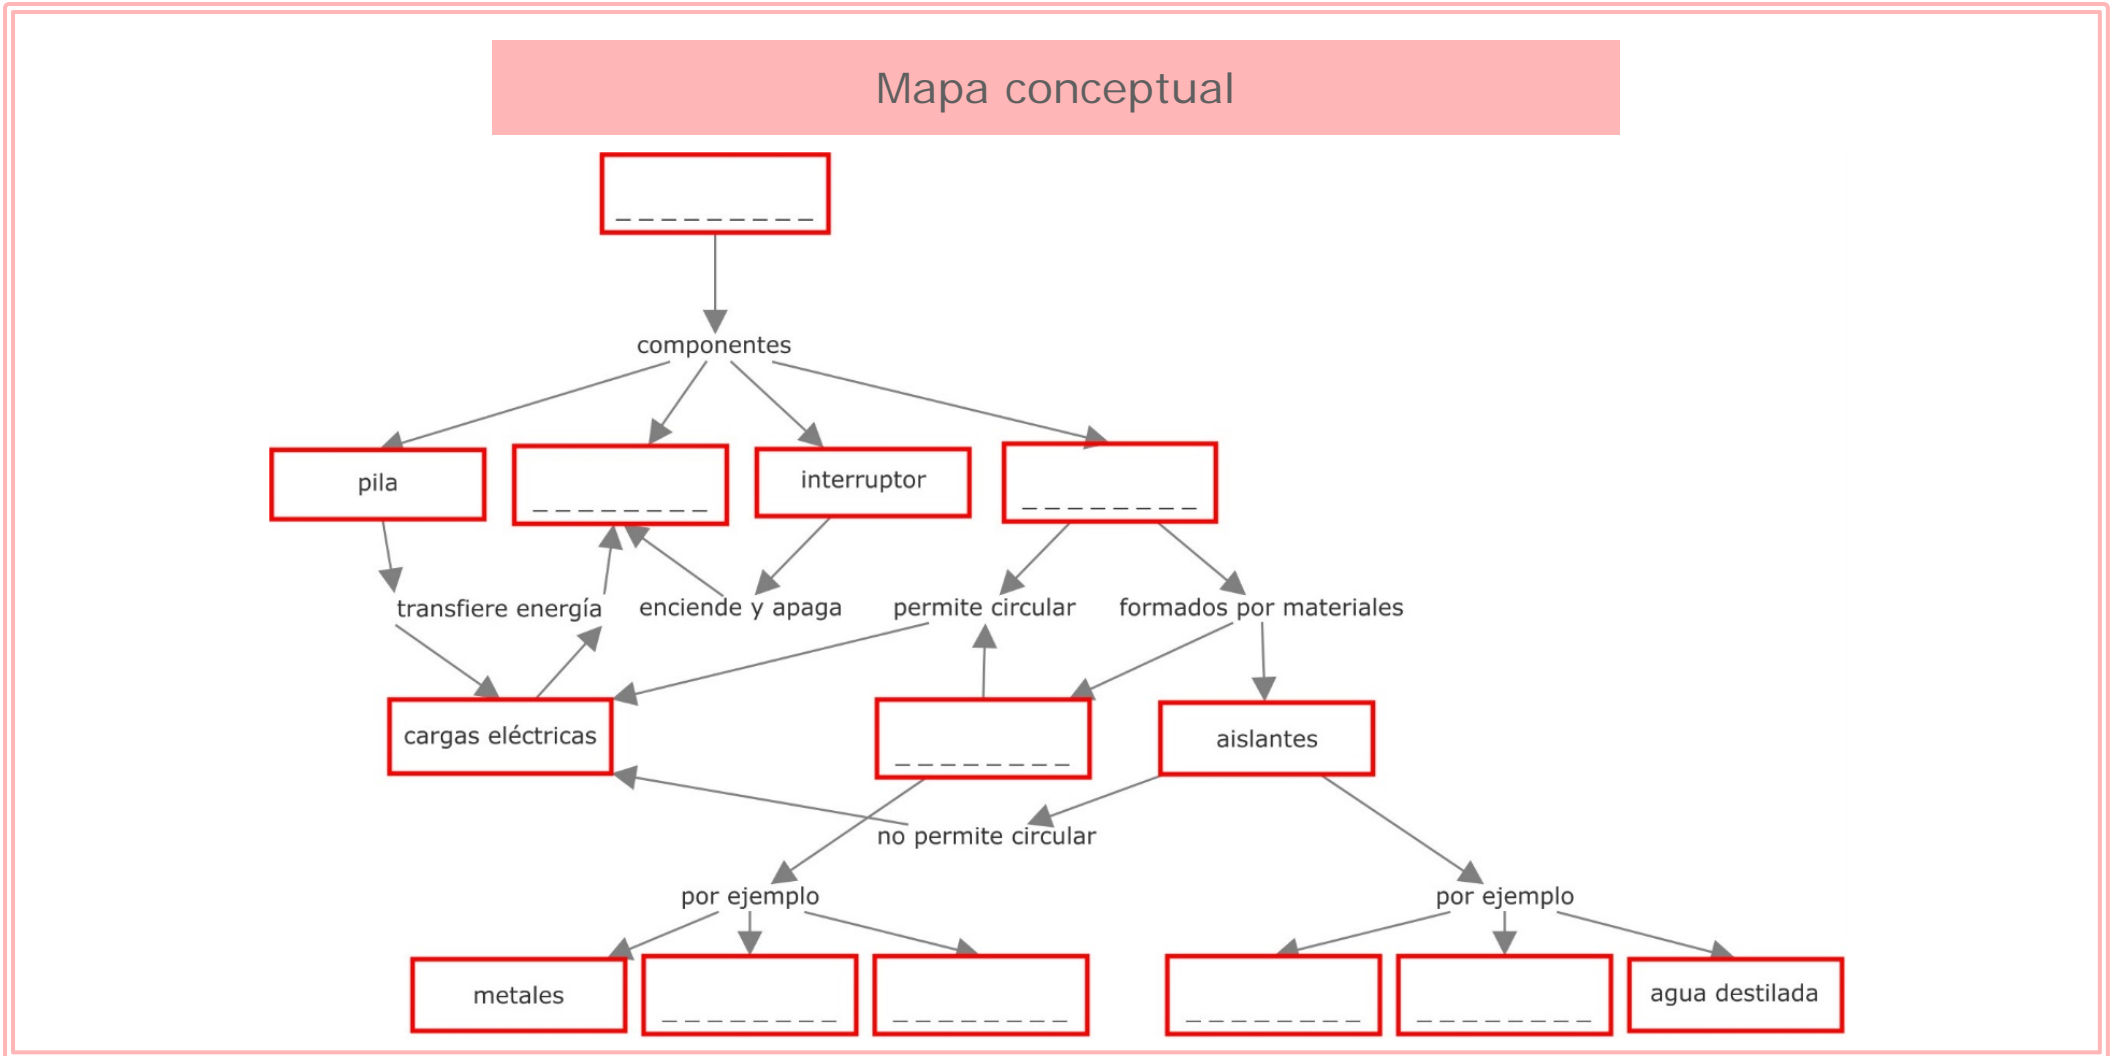 Mapa conceptual
_ _ _ _ _ _ _ _ _
componentes
pila
_ _ _ _ _ _ _ _
interruptor
_ _ _ _ _ _ _ _
transfiere energía
enciende y apaga
permite circular
formados por materiales
cargas eléctricas
_ _ _ _ _ _ _ _
aislantes
no permite circular
por ejemplo
por ejemplo
metales
_ _ _ _ _ _ _ _
_ _ _ _ _ _ _ _
_ _ _ _ _ _ _ _
_ _ _ _ _ _ _ _
agua destilada